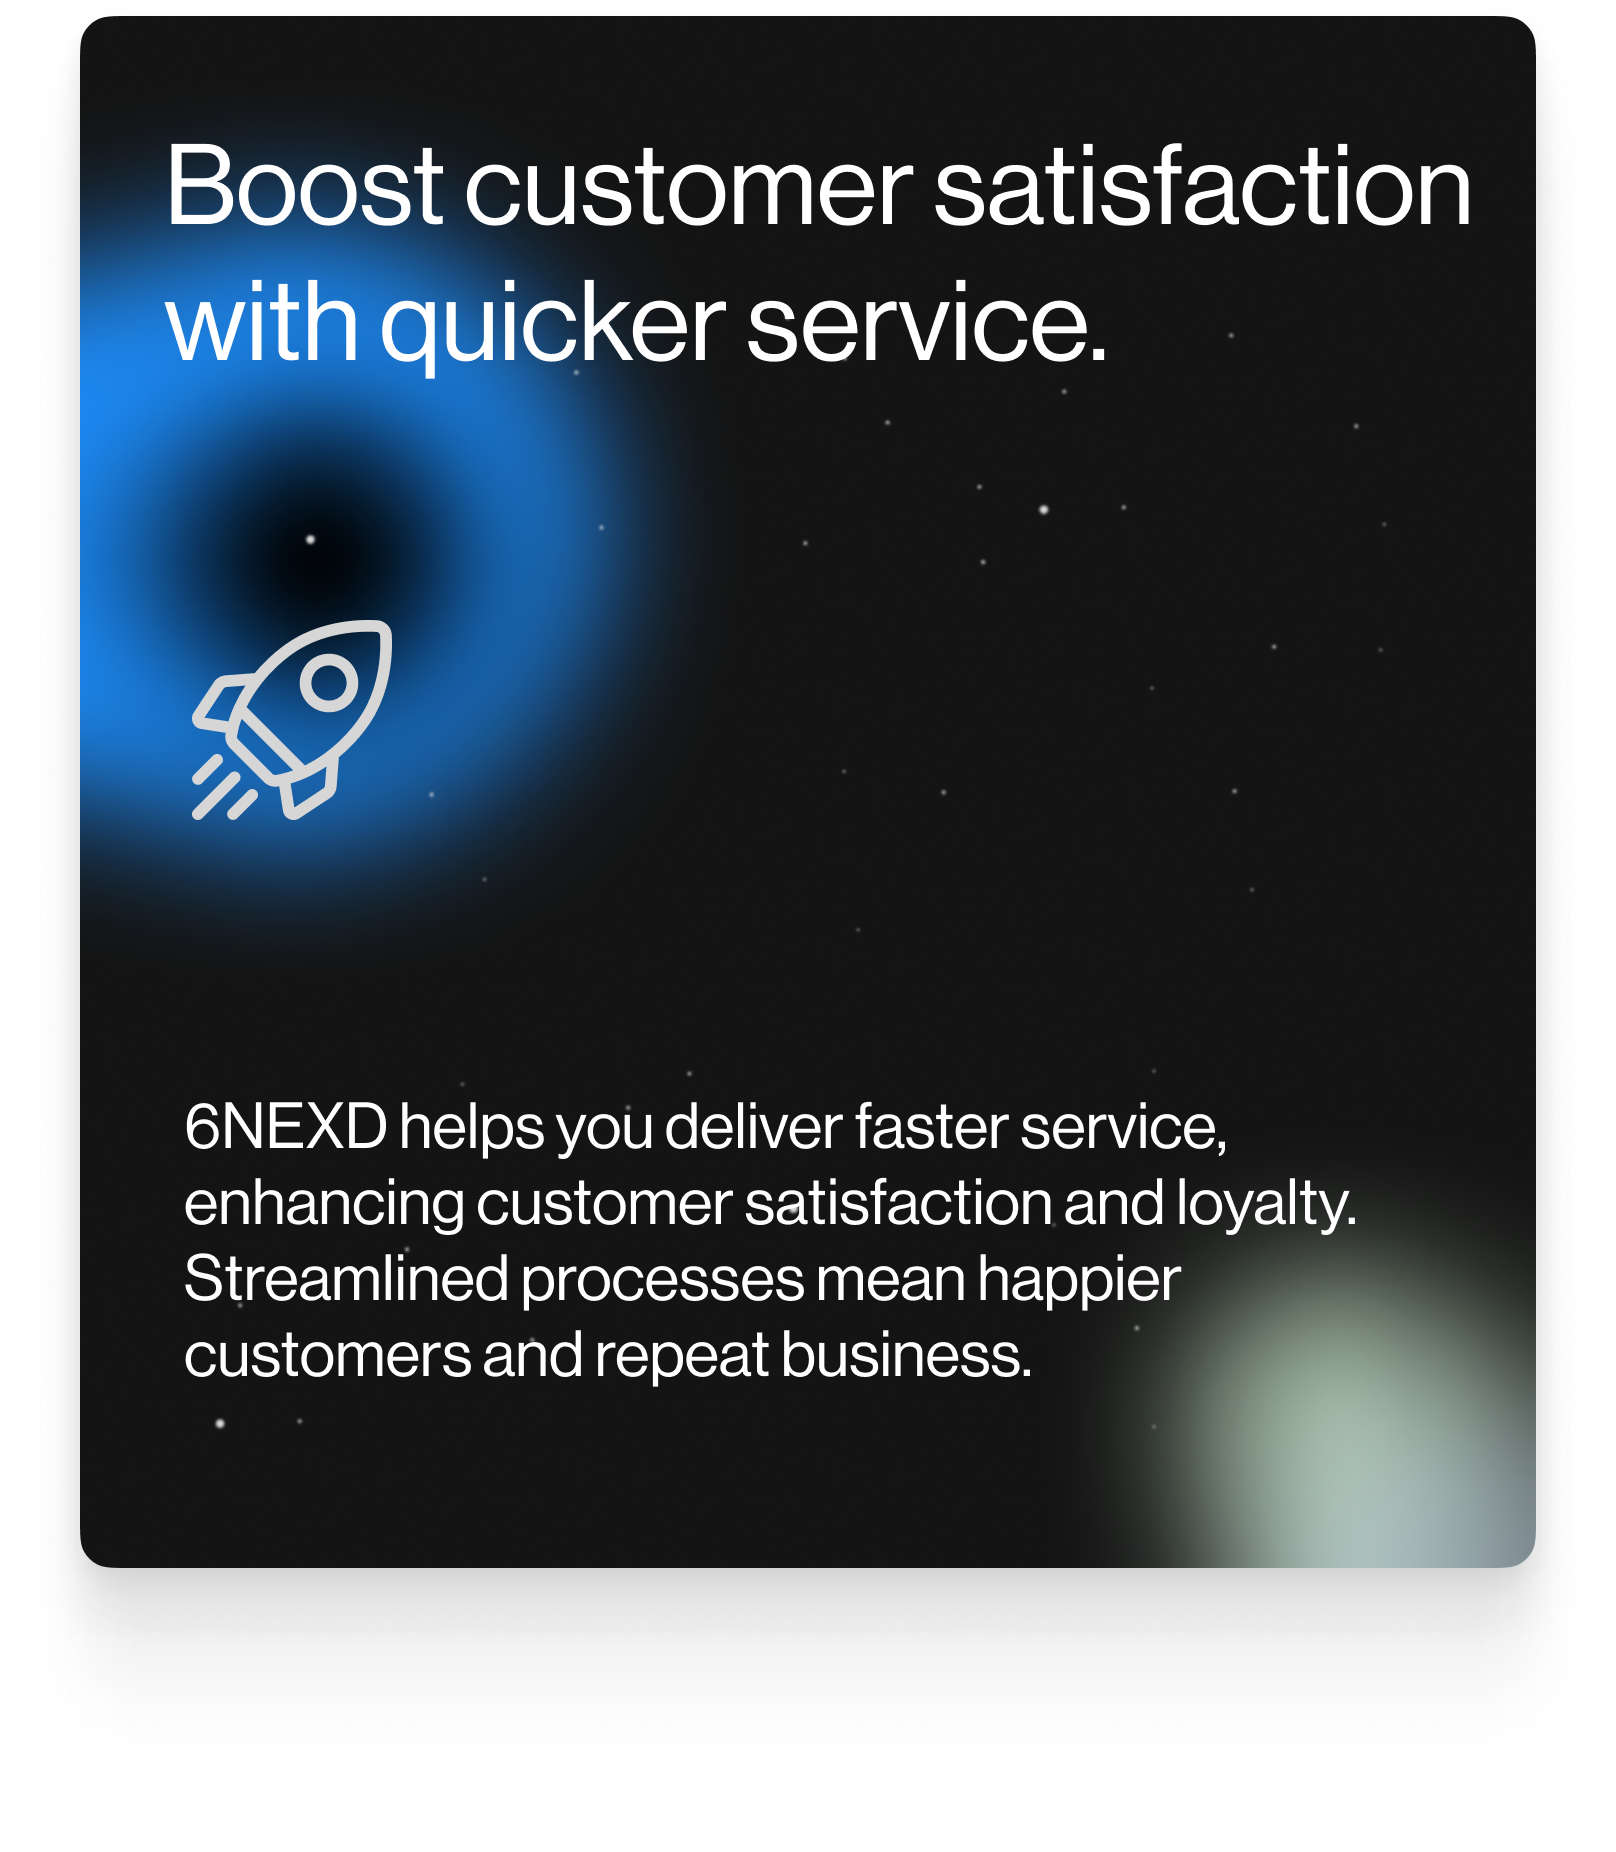 Boost customer satisfaction
with quicker service.
6NEXD helps you deliver faster service,
enhancing customer satisfaction and loyalty.
Streamlined processes mean happier
customers and repeat business.